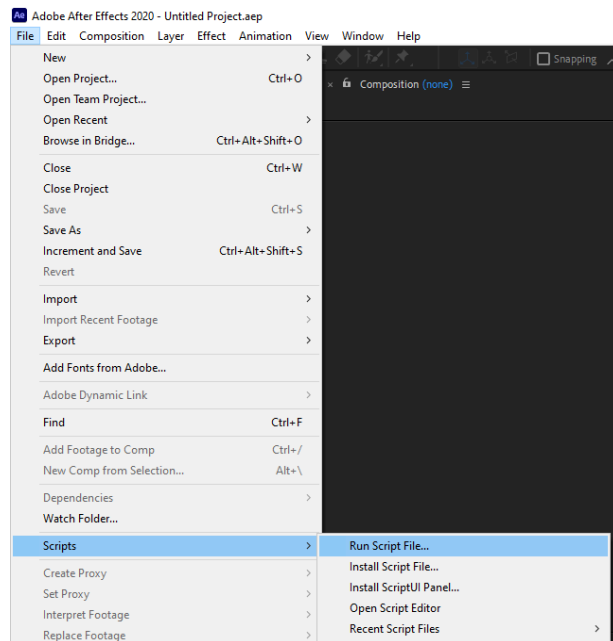 Ae Adobe After Effects 2020 - Untitled Project.aep
File Edit Composition Layer Effect Animation View Window Help
New >
Snapping
Open Project... Ctrl+O
× Composition (none) ≡
Open Team Project...
Open Recent >
Browse in Bridge... Ctrl+Alt+Shift+O
Close Ctrl+W
Close Project
Save Ctrl+S
Save As >
Increment and Save Ctrl+Alt+Shift+S
Revert
Import >
Import Recent Footage >
Export >
Add Fonts from Adobe...
Adobe Dynamic Link >
Find Ctrl+F
Add Footage to Comp Ctrl+/
New Comp from Selection... Alt+\
Dependencies >
Watch Folder...
Scripts >
Run Script File...
Install Script File...
Create Proxy >
Install ScriptUI Panel...
Set Proxy >
Open Script Editor
Interpret Footage >
Recent Script Files >
Replace Footage >